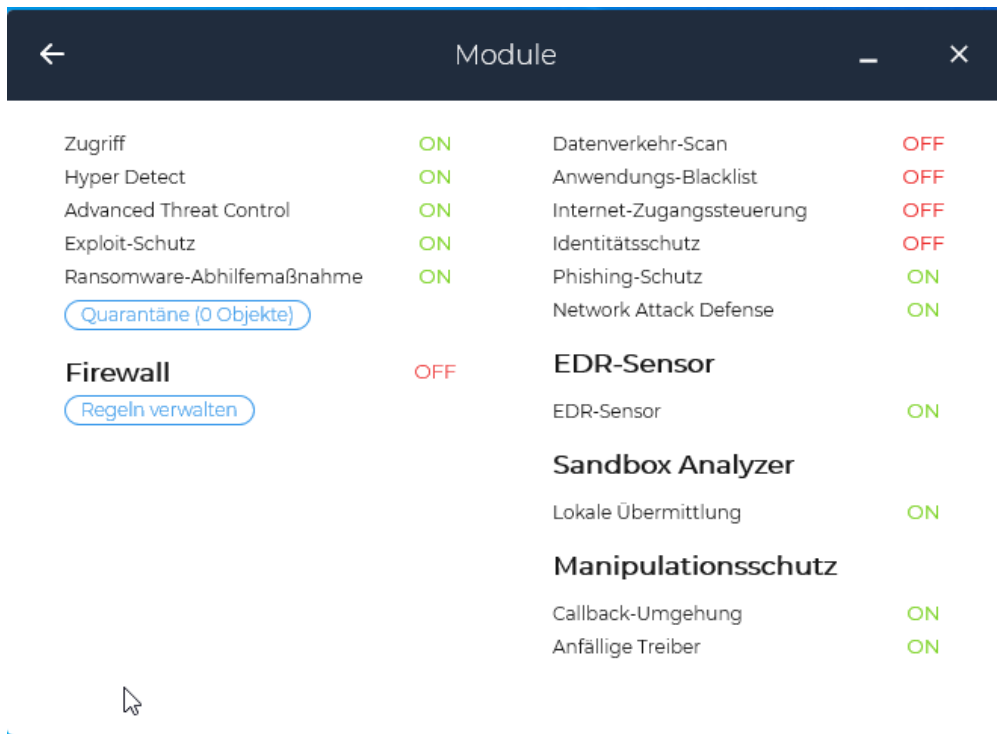 Module
Zugriff ON
Hyper Detect ON
Advanced Threat Control ON
Exploit-Schutz ON
Ransomware-Abhilfemaßnahme ON
Quarantäne (0 Objekte)
Firewall OFF
Regeln verwalten
Datenverkehr-Scan OFF
Anwendungs-Blacklist OFF
Internet-Zugangssteuerung OFF
Identitätsschutz OFF
Phishing-Schutz ON
Network Attack Defense ON
EDR-Sensor
EDR-Sensor ON
Sandbox Analyzer
Lokale Übermittlung ON
Manipulationsschutz
Callback-Umgehung ON
Anfällige Treiber ON